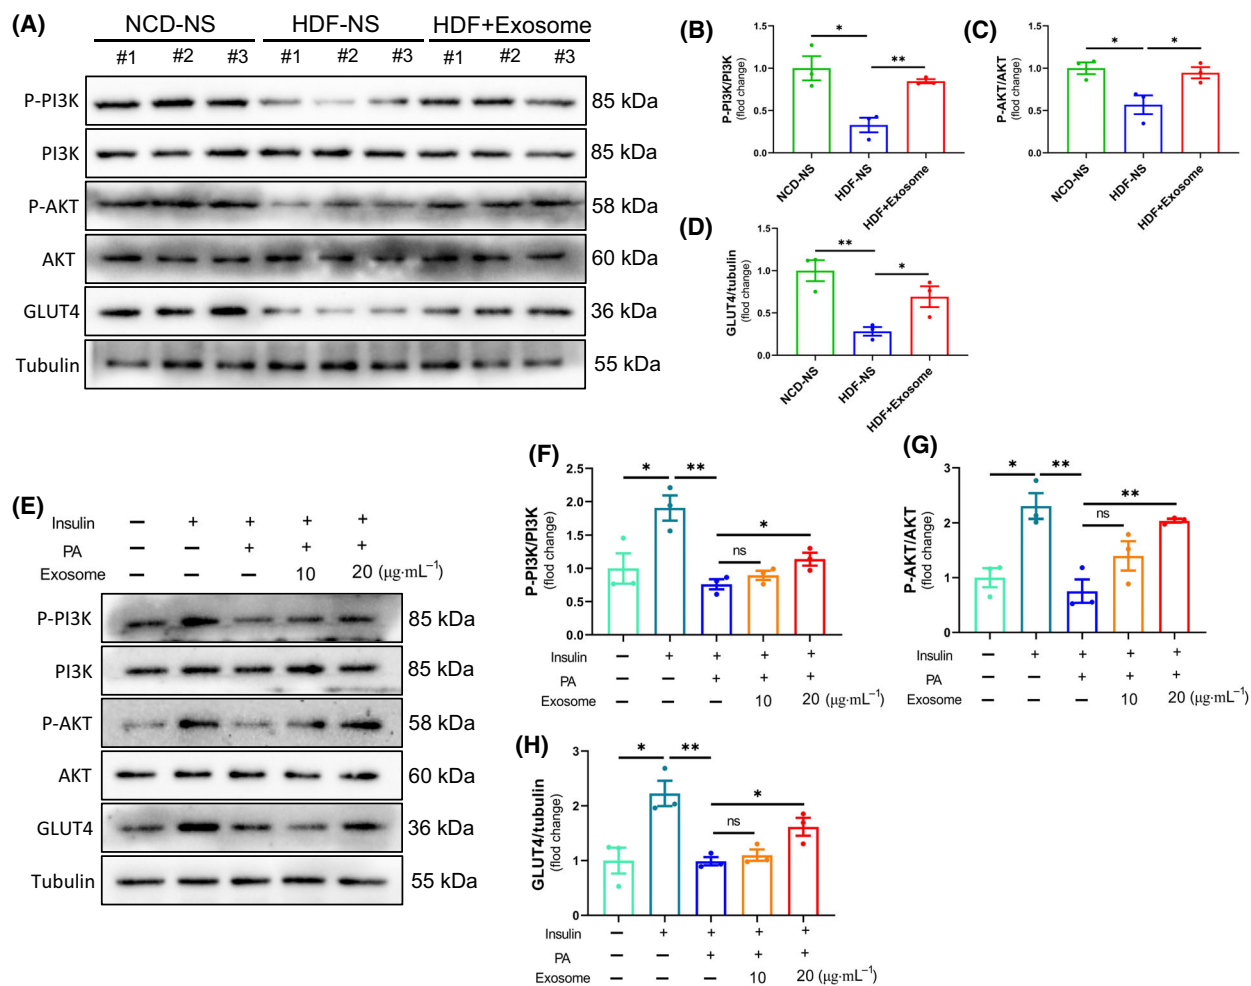 (A)
NCD-NS HDF-NS HDF+Exosome
#1 #2 #3 #1 #2 #3 #1 #2 #3
P-PI3K 85 kDa
PI3K 85 kDa
P-AKT 58 kDa
AKT 60 kDa
GLUT4 36 kDa
Tubulin 55 kDa
(B)
P-PI3K/PI3K
(flod change)
1.5
1.0
0.5
0.0
* **
NCD-NS
HDF-NS
HDF+Exosome
(C)
P-AKT/AKT
(flod change)
1.5
1.0
0.5
0.0
* *
NCD-NS
HDF-NS
HDF+Exosome
(D)
GLUT4/tubulin
(flod change)
1.5
1.0
0.5
0.0
** *
NCD-NS
HDF-NS
HDF+Exosome
(E)
Insulin − + + + +
PA − − + + +
Exosome − − − 10 20 (μg·mL⁻¹)
P-PI3K 85 kDa
PI3K 85 kDa
P-AKT 58 kDa
AKT 60 kDa
GLUT4 36 kDa
Tubulin 55 kDa
(F)
P-PI3K/PI3K
(flod change)
2.5
2.0
1.5
1.0
0.5
0.0
* **
*
ns
Insulin − + + + +
PA − − + + +
Exosome − − − 10 20 (μg·mL⁻¹)
(G)
P-AKT/AKT
(flod change)
3
2
1
0
* **
**
ns
Insulin − + + + +
PA − − + + +
Exosome − − − 10 20 (μg·mL⁻¹)
(H)
GLUT4/tubulin
(flod change)
3
2
1
0
* **
*
ns
Insulin − + + + +
PA − − + + +
Exosome − − − 10 20 (μg·mL⁻¹)